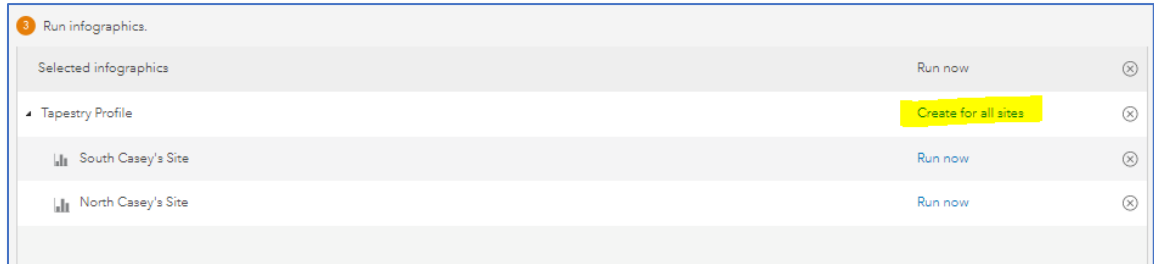 3 Run infographics.
Selected infographics Run now
Tapestry Profile Create for all sites
South Casey's Site Run now
North Casey's Site Run now